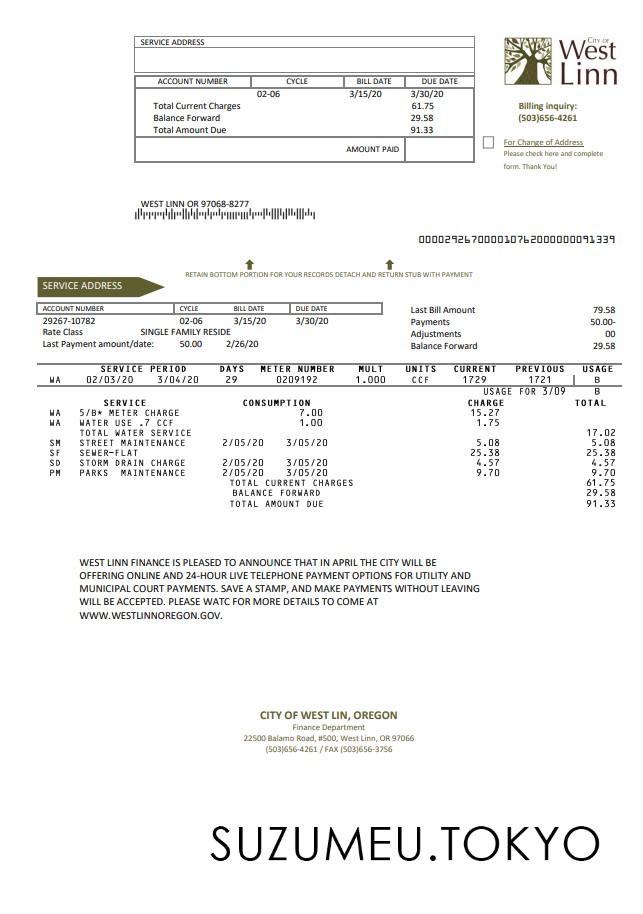 SERVICE ADDRESS
CITY OF
West
Linn
ACCOUNT NUMBER CYCLE BILL DATE DUE DATE
02-06 3/15/20 3/30/20
Total Current Charges 61.75
Balance Forward 29.58
Total Amount Due 91.33
AMOUNT PAID
Billing inquiry:
(503)656-4261
For Change of Address
Please check here and complete
form. Thank You!
WEST LINN OR 97068-8277
0000292670000107620000000091339
RETAIN BOTTOM PORTION FOR YOUR RECORDS DETACH AND RETURN STUB WITH PAYMENT
SERVICE ADDRESS
ACCOUNT NUMBER CYCLE BILL DATE DUE DATE
29267-10782 02-06 3/15/20 3/30/20
Rate Class SINGLE FAMILY RESIDE
Last Payment amount/date: 50.00 2/26/20
Last Bill Amount 79.58
Payments 50.00-
Adjustments 00
Balance Forward 29.58
SERVICE PERIOD DAYS METER NUMBER MULT UNITS CURRENT PREVIOUS USAGE
WA 02/03/20 3/04/20 29 0209192 1.000 CCF 1729 1721 B
USAGE FOR 3/09 B
SERVICE CONSUMPTION CHARGE TOTAL
WA 5/B* METER CHARGE 7.00 15.27
WA WATER USE .7 CCF 1.00 1.75
TOTAL WATER SERVICE 17.02
SM STREET MAINTENANCE 2/05/20 3/05/20 5.08 5.08
SF SEWER-FLAT 25.38 25.38
SD STORM DRAIN CHARGE 2/05/20 3/05/20 4.57 4.57
PM PARKS MAINTENANCE 2/05/20 3/05/20 9.70 9.70
TOTAL CURRENT CHARGES 61.75
BALANCE FORWARD 29.58
TOTAL AMOUNT DUE 91.33
WEST LINN FINANCE IS PLEASED TO ANNOUNCE THAT IN APRIL THE CITY WILL BE
OFFERING ONLINE AND 24-HOUR LIVE TELEPHONE PAYMENT OPTIONS FOR UTILITY AND
MUNICIPAL COURT PAYMENTS. SAVE A STAMP, AND MAKE PAYMENTS WITHOUT LEAVING
WILL BE ACCEPTED. PLEASE WATC FOR MORE DETAILS TO COME AT
WWW.WESTLINNOREGON.GOV.
CITY OF WEST LIN, OREGON
Finance Department
22500 Balamo Road, #500, West Linn, OR 97066
(503)656-4261 / FAX (503)656-3756
SUZUMEU.TOKYO